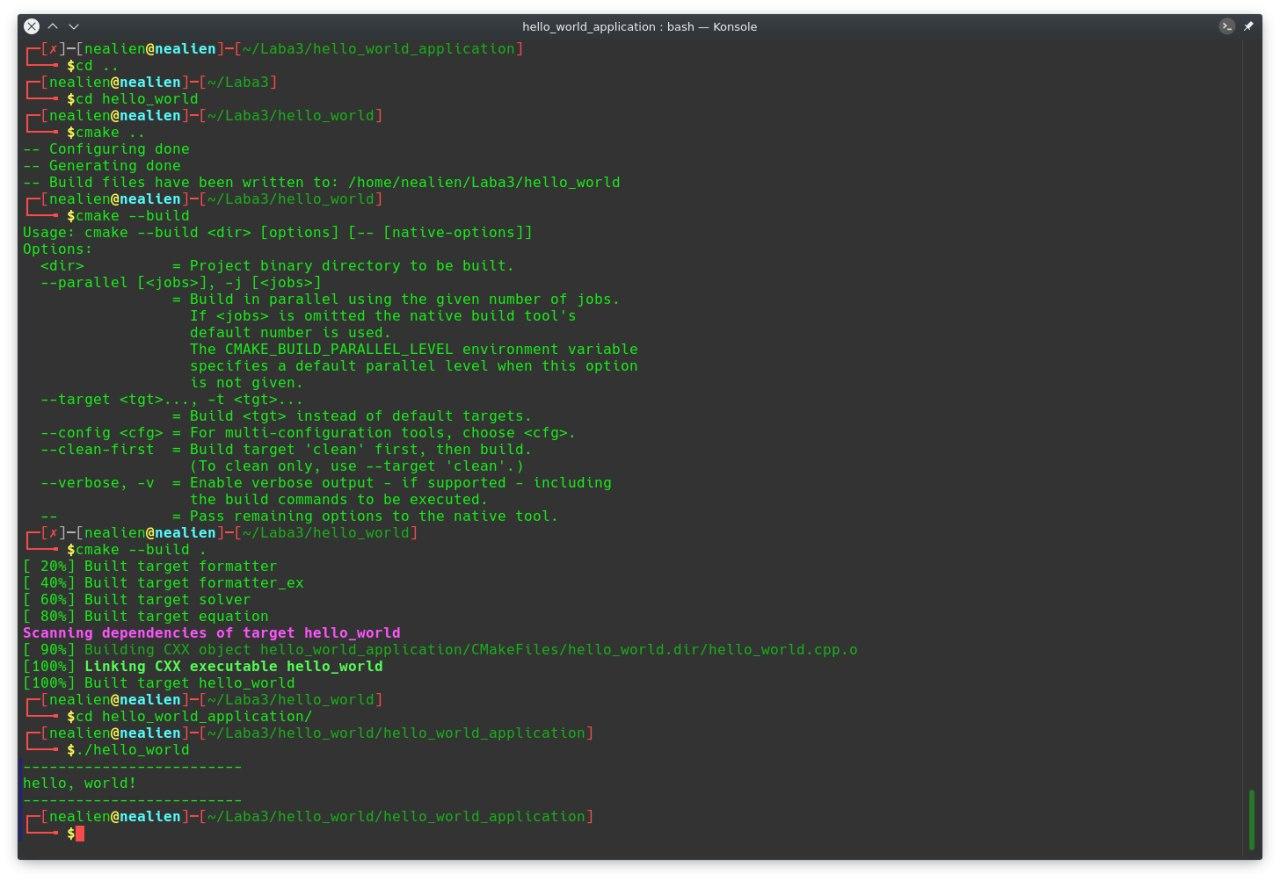 hello_world_application : bash — Konsole
┌─[✗]─[nealien@nealien]─[~/Laba3/hello_world_application]
└──╼ $cd ..
┌─[nealien@nealien]─[~/Laba3]
└──╼ $cd hello_world
┌─[nealien@nealien]─[~/Laba3/hello_world]
└──╼ $cmake ..
-- Configuring done
-- Generating done
-- Build files have been written to: /home/nealien/Laba3/hello_world
┌─[nealien@nealien]─[~/Laba3/hello_world]
└──╼ $cmake --build
Usage: cmake --build <dir> [options] [-- [native-options]]
Options:
  <dir>          = Project binary directory to be built.
  --parallel [<jobs>], -j [<jobs>]
                 = Build in parallel using the given number of jobs.
                   If <jobs> is omitted the native build tool's
                   default number is used.
                   The CMAKE_BUILD_PARALLEL_LEVEL environment variable
                   specifies a default parallel level when this option
                   is not given.
  --target <tgt>..., -t <tgt>...
                 = Build <tgt> instead of default targets.
  --config <cfg> = For multi-configuration tools, choose <cfg>.
  --clean-first  = Build target 'clean' first, then build.
                   (To clean only, use --target 'clean'.)
  --verbose, -v  = Enable verbose output - if supported - including
                   the build commands to be executed.
  --             = Pass remaining options to the native tool.
┌─[✗]─[nealien@nealien]─[~/Laba3/hello_world]
└──╼ $cmake --build .
[ 20%] Built target formatter
[ 40%] Built target formatter_ex
[ 60%] Built target solver
[ 80%] Built target equation
Scanning dependencies of target hello_world
[ 90%] Building CXX object hello_world_application/CMakeFiles/hello_world.dir/hello_world.cpp.o
[100%] Linking CXX executable hello_world
[100%] Built target hello_world
┌─[nealien@nealien]─[~/Laba3/hello_world]
└──╼ $cd hello_world_application/
┌─[nealien@nealien]─[~/Laba3/hello_world/hello_world_application]
└──╼ $./hello_world
-------------------------
hello, world!
-------------------------
┌─[nealien@nealien]─[~/Laba3/hello_world/hello_world_application]
└──╼ $